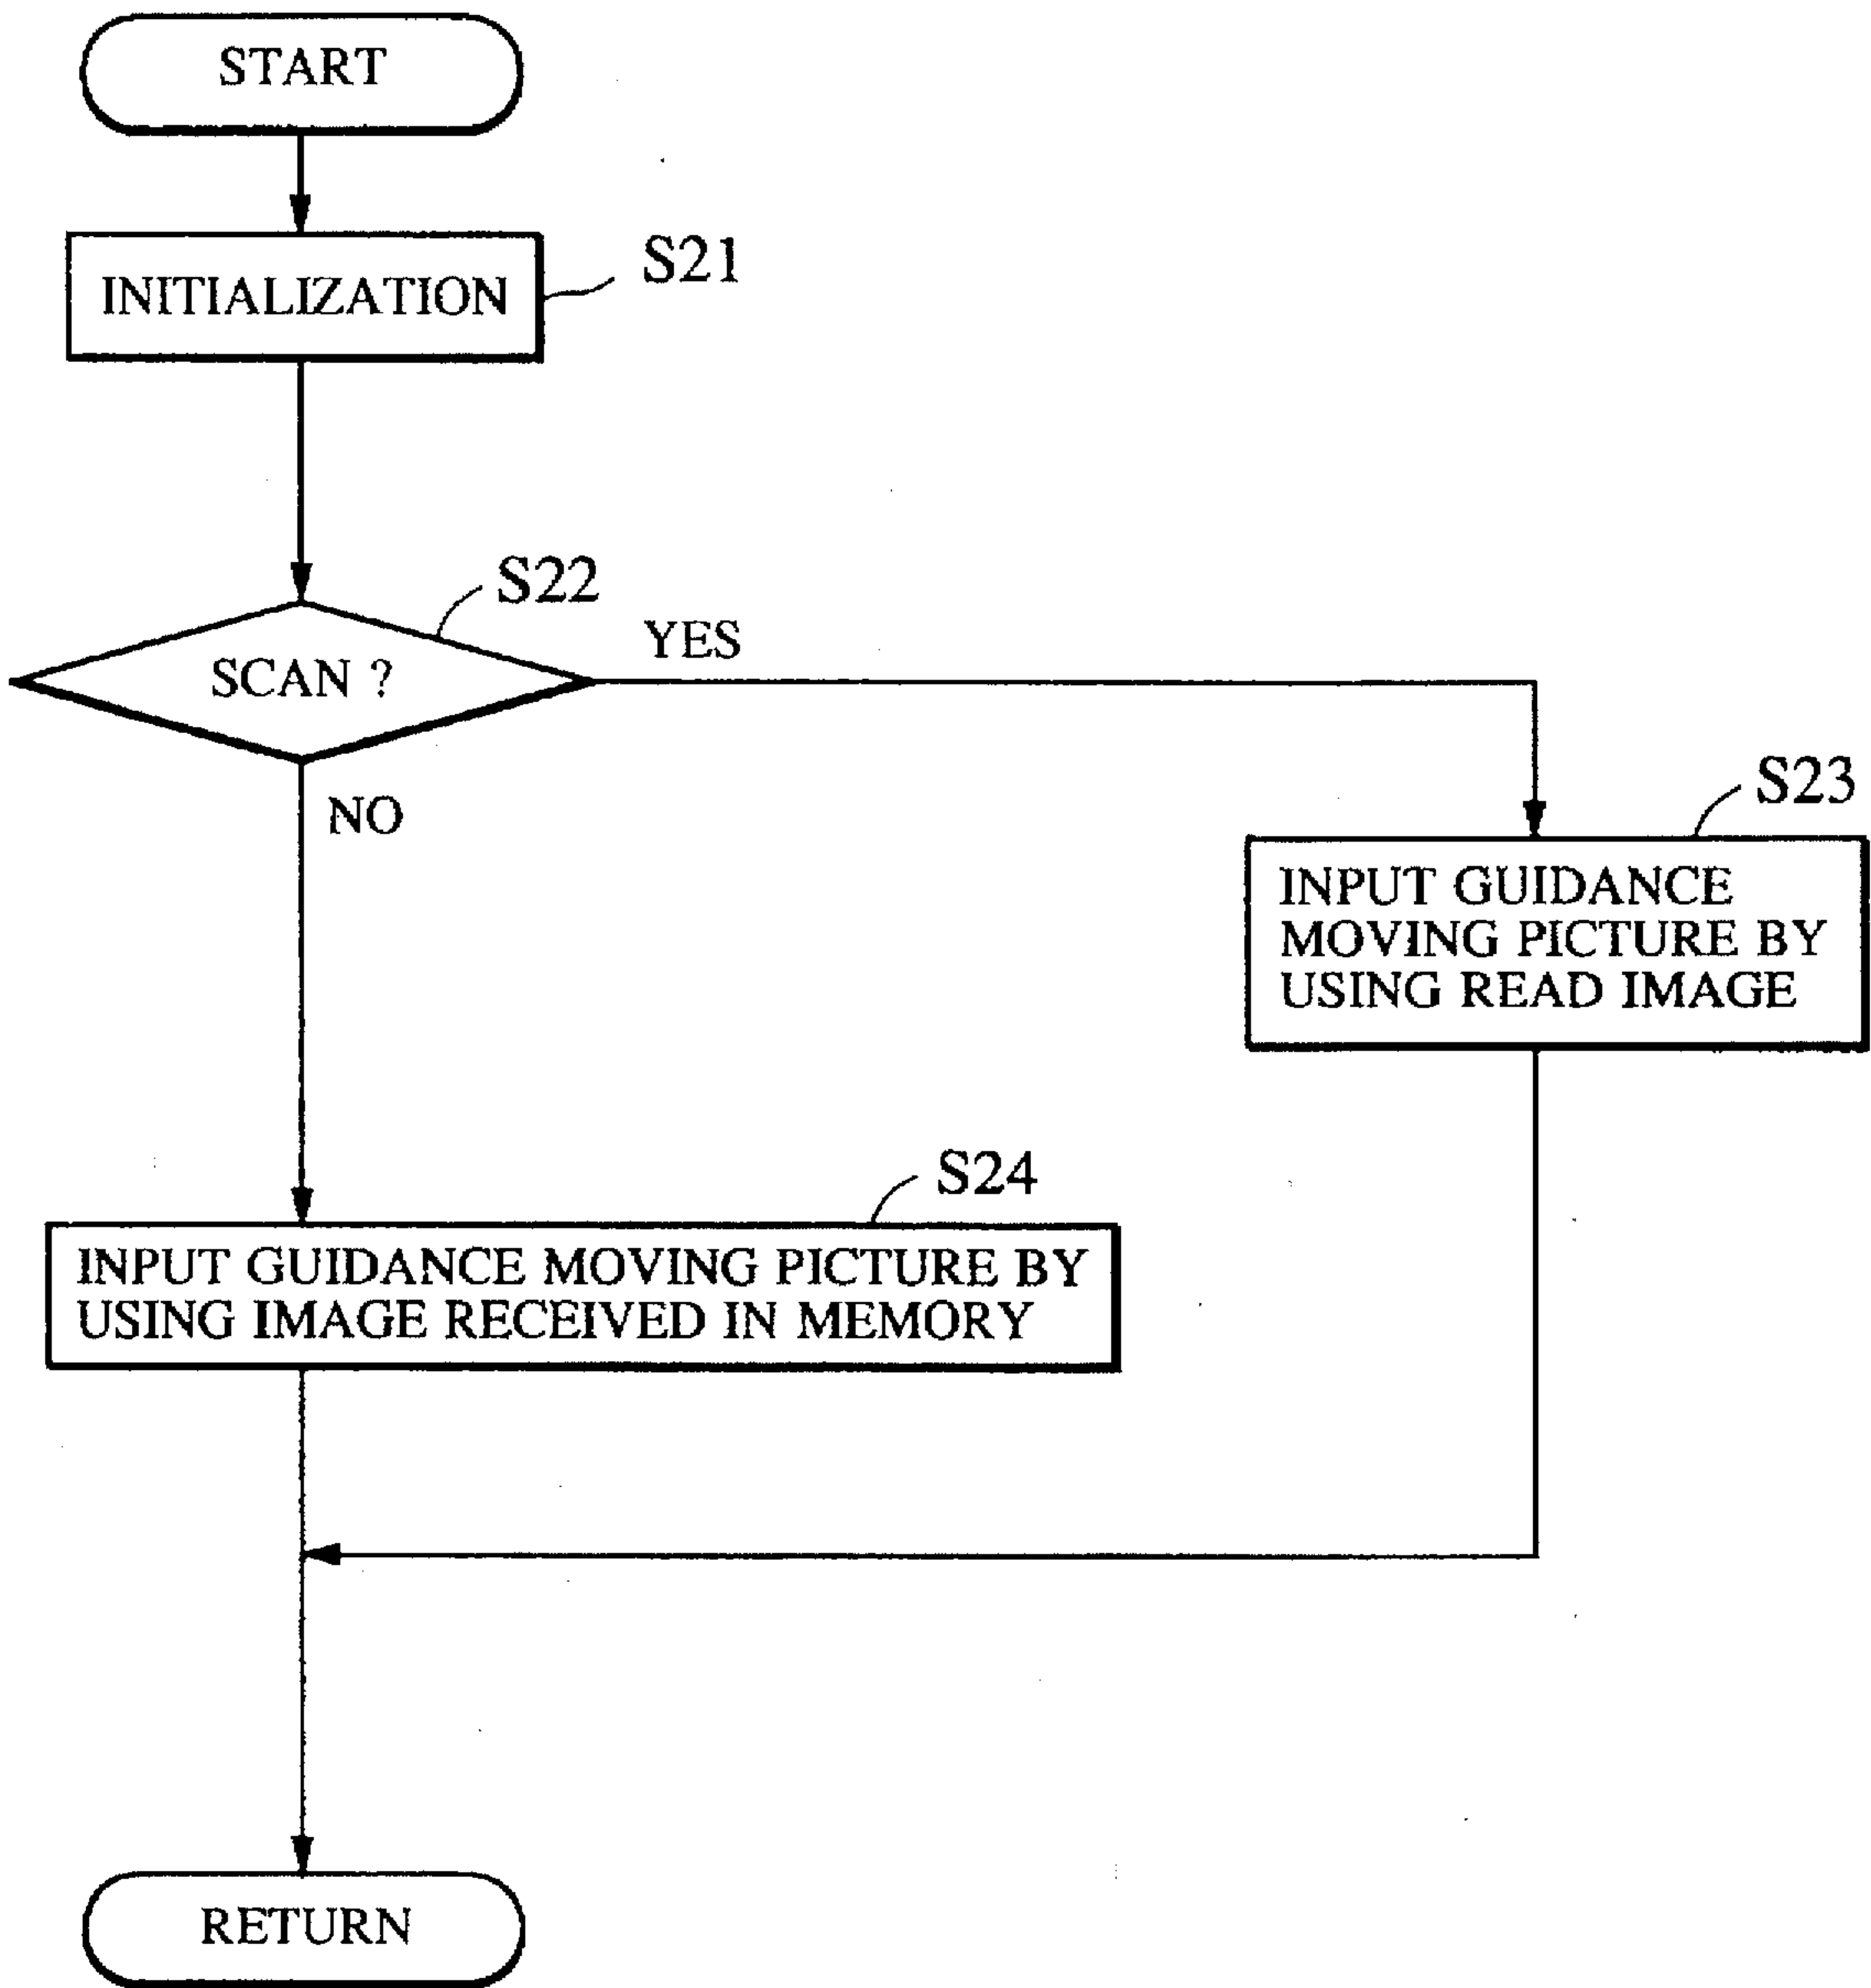 START
INITIALIZATION
S21
S22
SCAN ?
YES
NO
S23
INPUT GUIDANCE
MOVING PICTURE BY
USING READ IMAGE
S24
INPUT GUIDANCE MOVING PICTURE BY
USING IMAGE RECEIVED IN MEMORY
RETURN